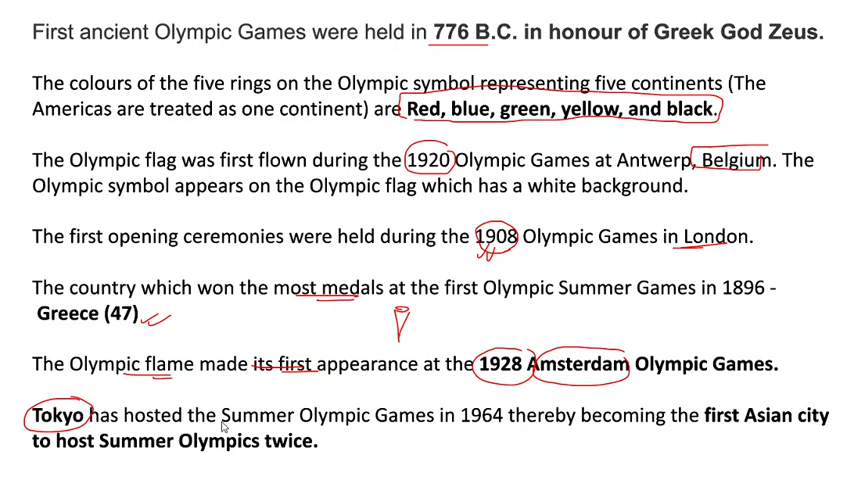 First ancient Olympic Games were held in 776 B.C. in honour of Greek God Zeus.
The colours of the five rings on the Olympic symbol representing five continents (The
Americas are treated as one continent) are Red, blue, green, yellow, and black.
The Olympic flag was first flown during the 1920 Olympic Games at Antwerp, Belgium. The
Olympic symbol appears on the Olympic flag which has a white background.
The first opening ceremonies were held during the 1908 Olympic Games in London.
The country which won the most medals at the first Olympic Summer Games in 1896 -
Greece (47)
The Olympic flame made its first appearance at the 1928 Amsterdam Olympic Games.
Tokyo has hosted the Summer Olympic Games in 1964 thereby becoming the first Asian city
to host Summer Olympics twice.